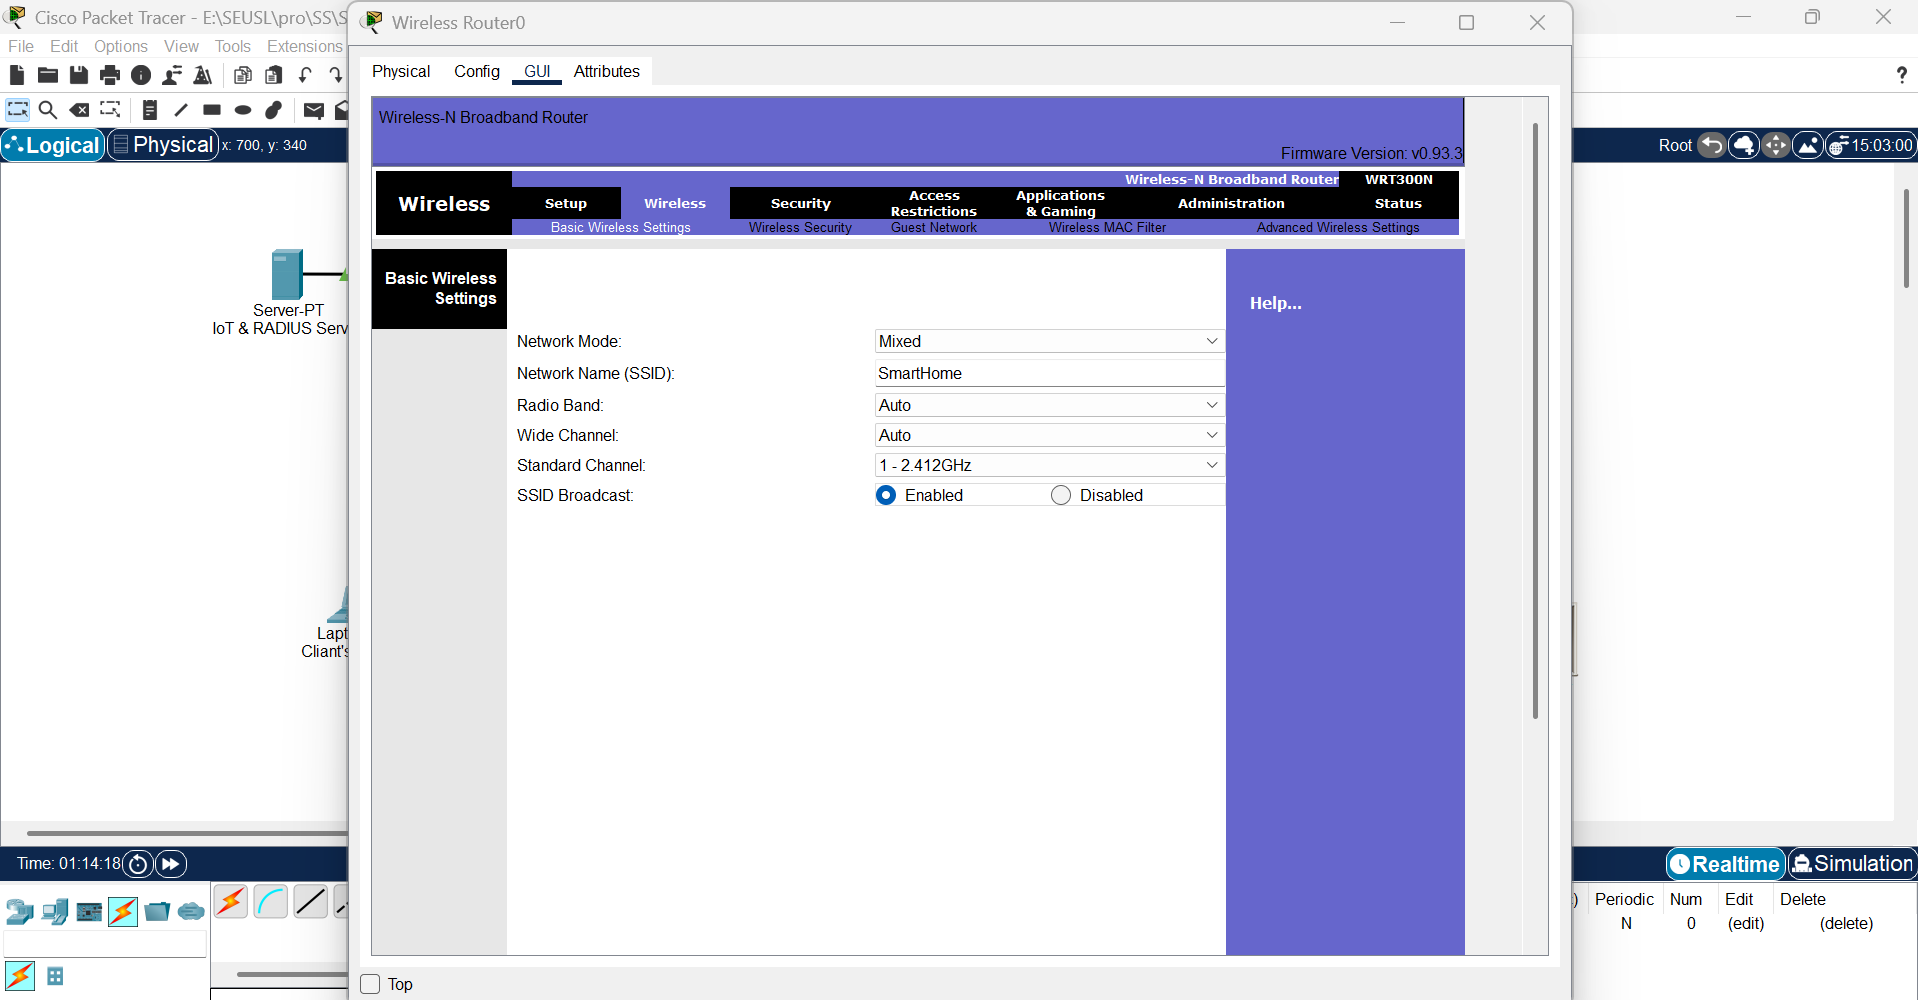 Cisco Packet Tracer - E:\SEUSL\pro\SS\S
Wireless Router0
File Edit Options View Tools Extensions
Physical Config GUI Attributes
Logical
Physical
x: 700, y: 340
Root
15:03:00
Wireless-N Broadband Router
Firmware Version: v0.93.3
Wireless-N Broadband Router WRT300N
Wireless
Setup Wireless Security Access Restrictions Applications & Gaming Administration Status
Basic Wireless Settings Wireless Security Guest Network Wireless MAC Filter Advanced Wireless Settings
Server-PT
IoT & RADIUS Serv
Basic Wireless
Settings
Help...
Network Mode: Mixed
Network Name (SSID): SmartHome
Radio Band: Auto
Wide Channel: Auto
Standard Channel: 1 - 2.412GHz
SSID Broadcast: Enabled Disabled
Lapt
Cliant's
Time: 01:14:18
Realtime
Simulation
) Periodic Num Edit Delete
N 0 (edit) (delete)
Top
?